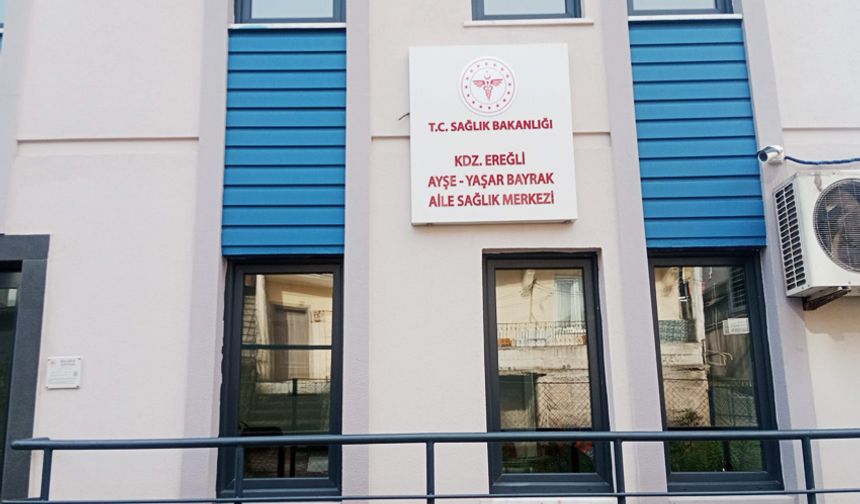 T.C. SAĞLIK BAKANLIĞI
KDZ. EREĞLİ
AYŞE - YAŞAR BAYRAK
AİLE SAĞLIK MERKEZİ